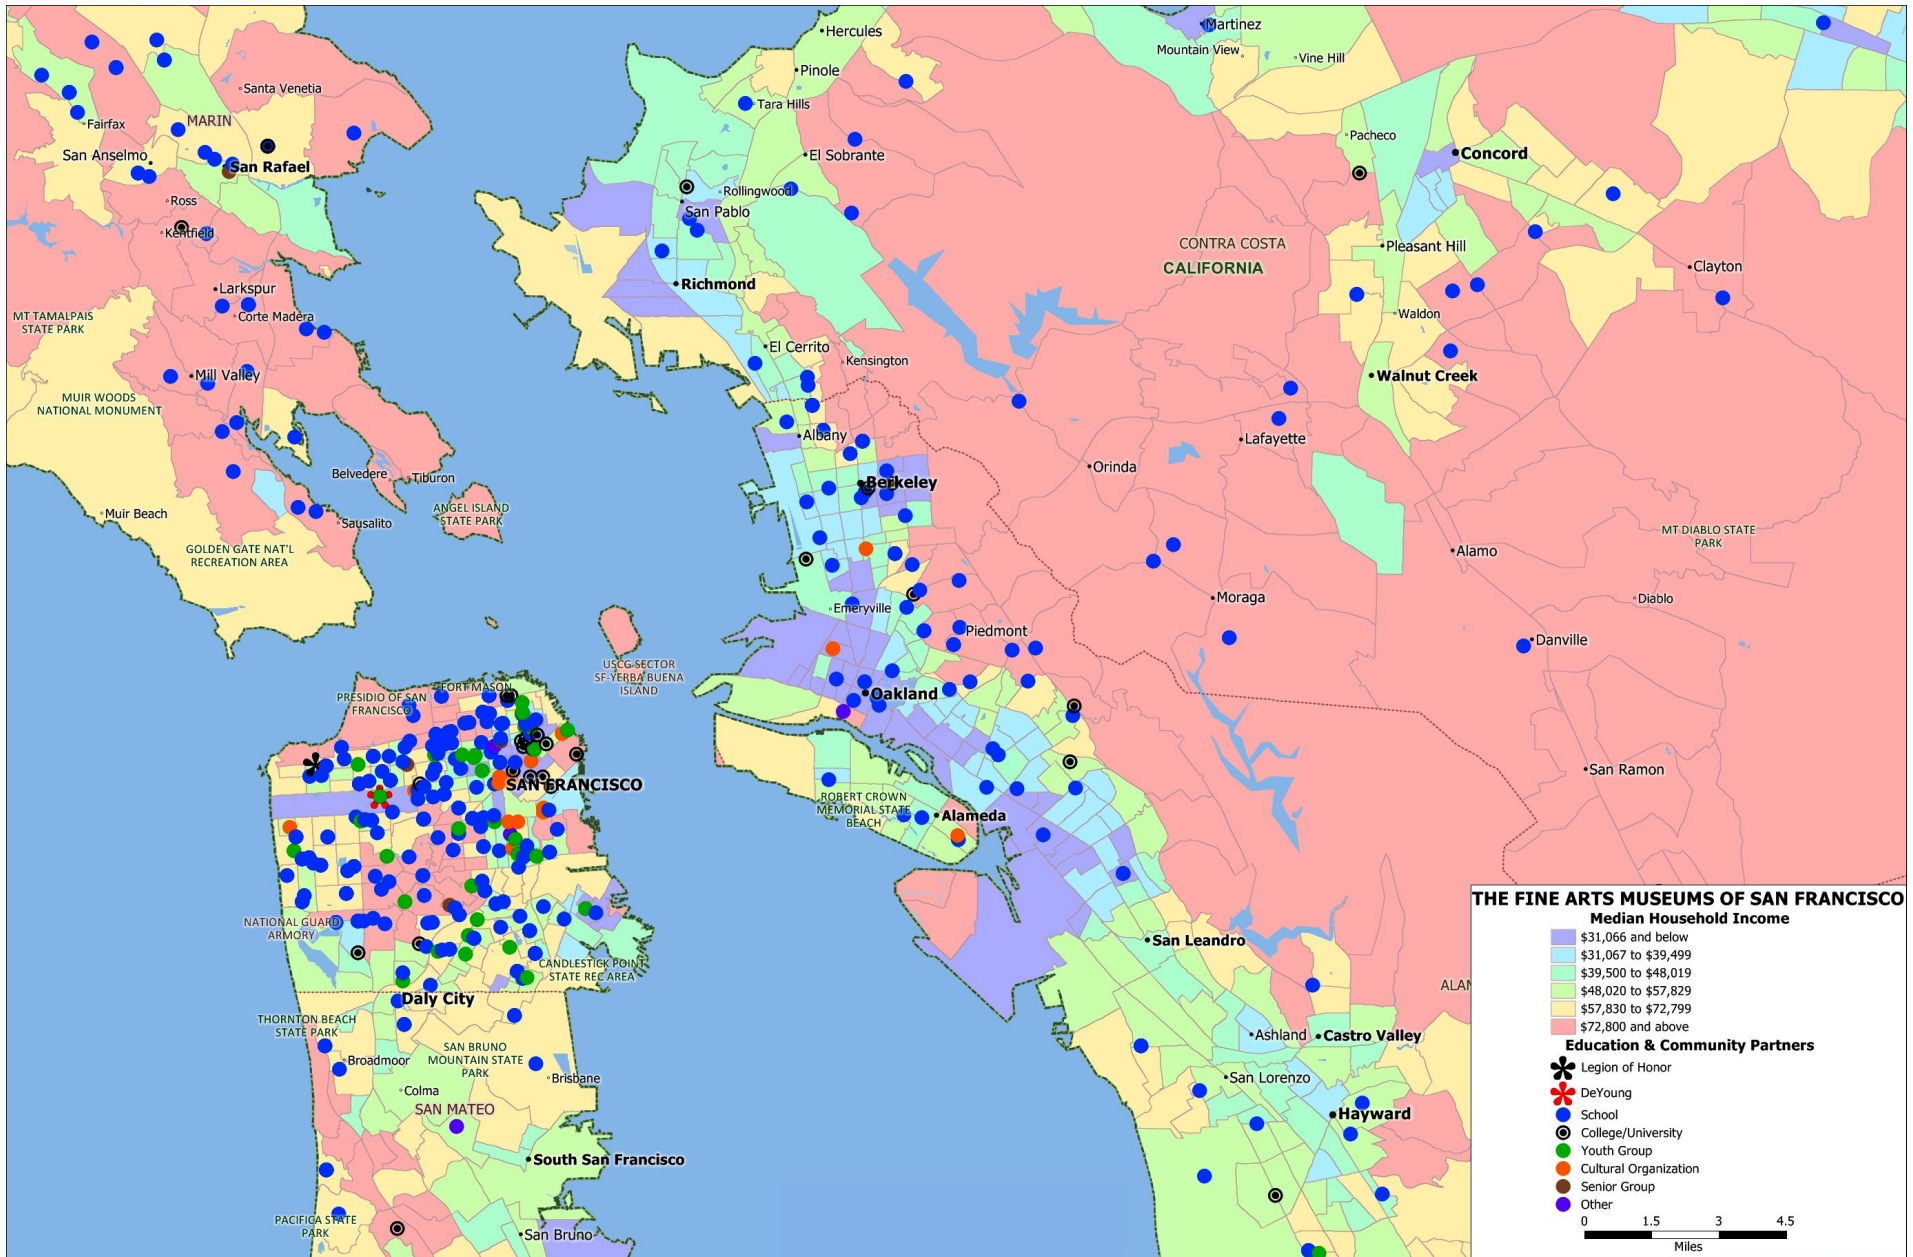 Hercules
Martinez
Mountain View
Vine Hill
Pinole
Santa Venetia
Tara Hills
MARIN
Fairfax
Pacheco
San Anselmo
El Sobrante
Concord
San Rafael
Rollingwood
Ross
San Pablo
Kentfield
CONTRA COSTA
Pleasant Hill
CALIFORNIA
Clayton
Richmond
Larkspur
Corte Madera
MT TAMALPAIS
STATE PARK
Waldon
El Cerrito
Kensington
Mill Valley
Walnut Creek
MUIR WOODS
NATIONAL MONUMENT
Albany
Lafayette
Orinda
Belvedere
Tiburon
Berkeley
ANGEL ISLAND
STATE PARK
Muir Beach
Sausalito
MT DIABLO STATE
PARK
GOLDEN GATE NAT'L
RECREATION AREA
Alamo
Emeryville
Moraga
Diablo
Piedmont
Danville
USCG SECTOR
SF-YERBA BUENA
ISLAND
FORT MASON
PRESIDIO OF SAN
FRANCISCO
Oakland
San Ramon
SAN FRANCISCO
ROBERT CROWN
MEMORIAL STATE
BEACH
Alameda
NATIONAL GUARD
ARMORY
San Leandro
CANDLESTICK POINT
STATE REC AREA
ALAM
Daly City
THORNTON BEACH
STATE PARK
Ashland
Castro Valley
SAN BRUNO
MOUNTAIN STATE
PARK
Broadmoor
Brisbane
San Lorenzo
Colma
SAN MATEO
Hayward
South San Francisco
PACIFICA STATE
PARK
San Bruno
THE FINE ARTS MUSEUMS OF SAN FRANCISCO
Median Household Income
$31,066 and below
$31,067 to $39,499
$39,500 to $48,019
$48,020 to $57,829
$57,830 to $72,799
$72,800 and above
Education & Community Partners
Legion of Honor
DeYoung
School
College/University
Youth Group
Cultural Organization
Senior Group
Other
0 1.5 3 4.5
Miles